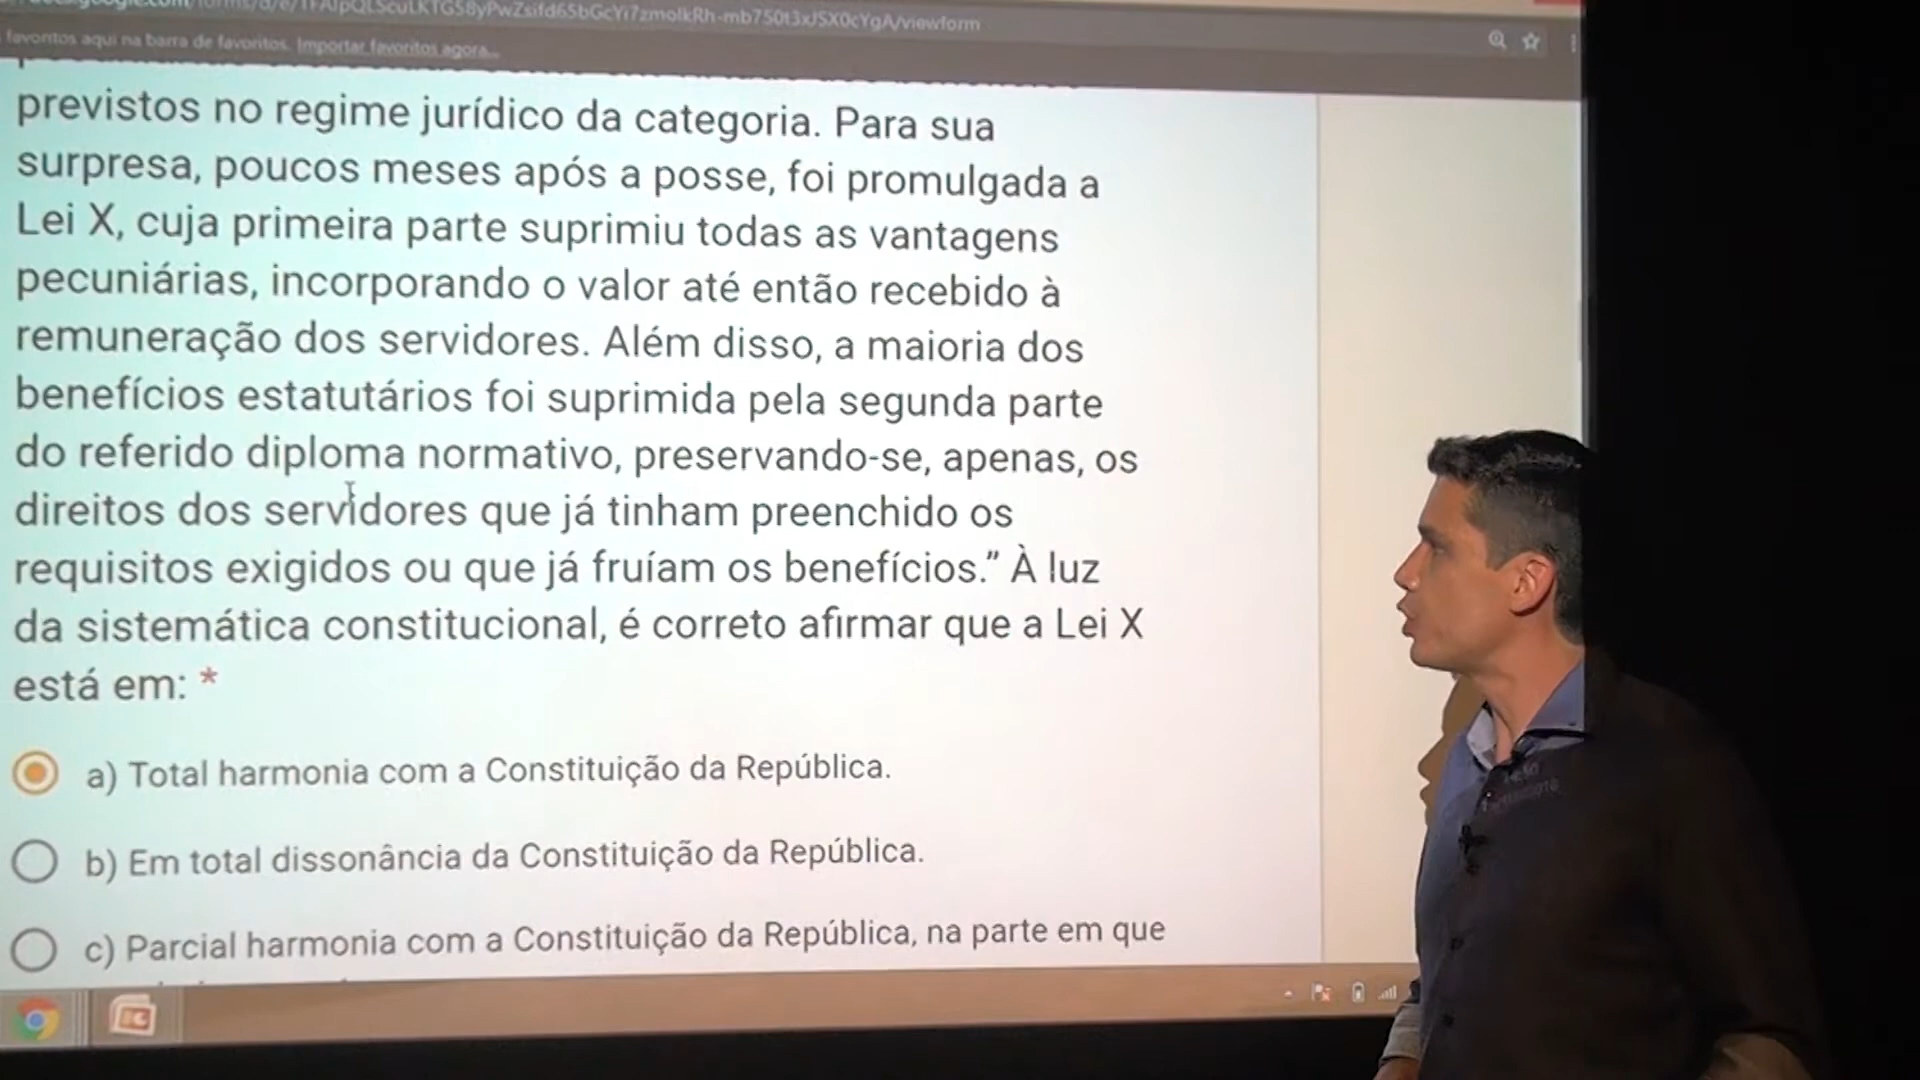 favoritos aqui na barra de favoritos. Importar favoritos agora...
previstos no regime jurídico da categoria. Para sua
surpresa, poucos meses após a posse, foi promulgada a
Lei X, cuja primeira parte suprimiu todas as vantagens
pecuniárias, incorporando o valor até então recebido à
remuneração dos servidores. Além disso, a maioria dos
benefícios estatutários foi suprimida pela segunda parte
do referido diploma normativo, preservando-se, apenas, os
direitos dos servidores que já tinham preenchido os
requisitos exigidos ou que já fruíam os benefícios.” À luz
da sistemática constitucional, é correto afirmar que a Lei X
está em: *
a) Total harmonia com a Constituição da República.
b) Em total dissonância da Constituição da República.
c) Parcial harmonia com a Constituição da República, na parte em que